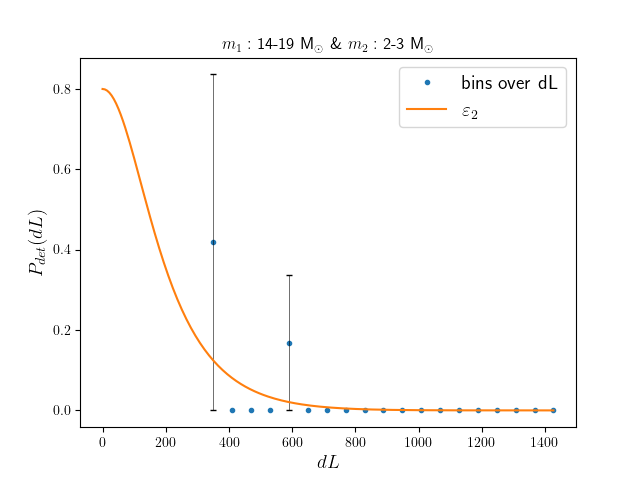 m₁ : 14-19 M⊙ & m₂ : 2-3 M⊙
bins over dL
ε₂
P_det(dL)
0.8
0.6
0.4
0.2
0.0
0 200 400 600 800 1000 1200 1400
dL